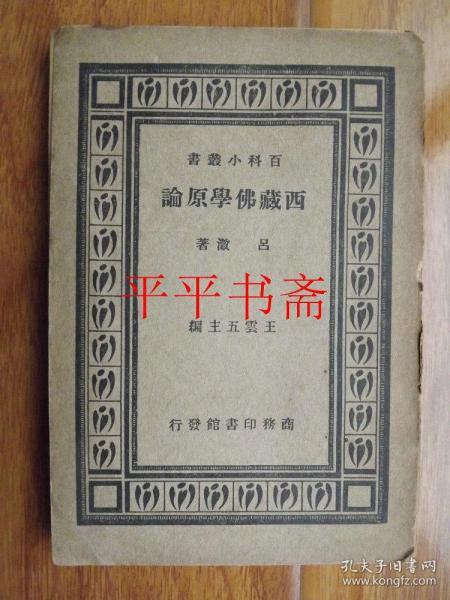 百科小叢書
西藏佛學原論
呂澂著
平平书斋
王雲五主編
商務印書館發行
孔夫子旧书网
www.kongfz.com